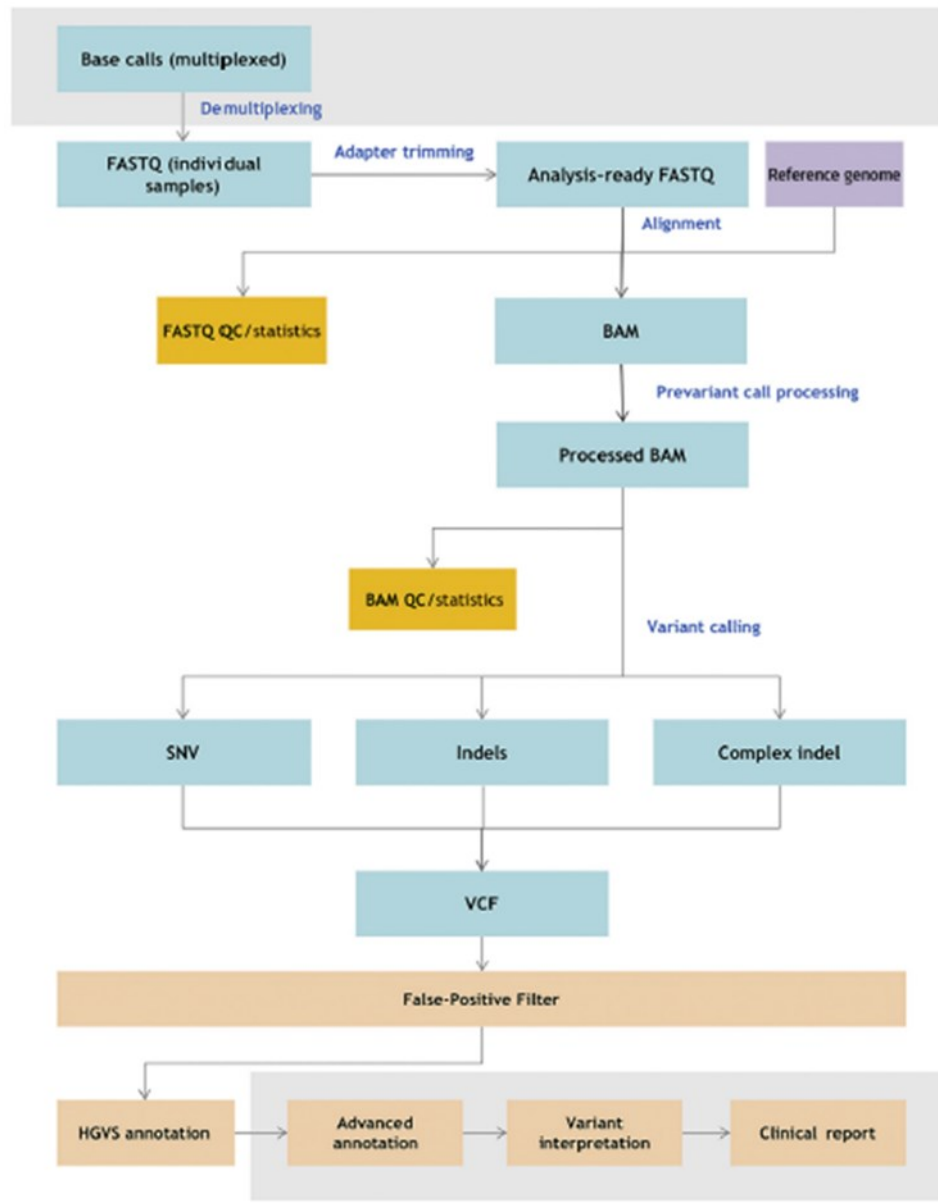 Base calls (multiplexed)
Demultiplexing
FASTQ (individual
samples)
Adapter trimming
Analysis-ready FASTQ
Reference genome
Alignment
FASTQ QC/statistics
BAM
Prevariant call processing
Processed BAM
BAM QC/statistics
Variant calling
SNV
Indels
Complex indel
VCF
False-Positive Filter
HGVS annotation
Advanced
annotation
Variant
interpretation
Clinical report